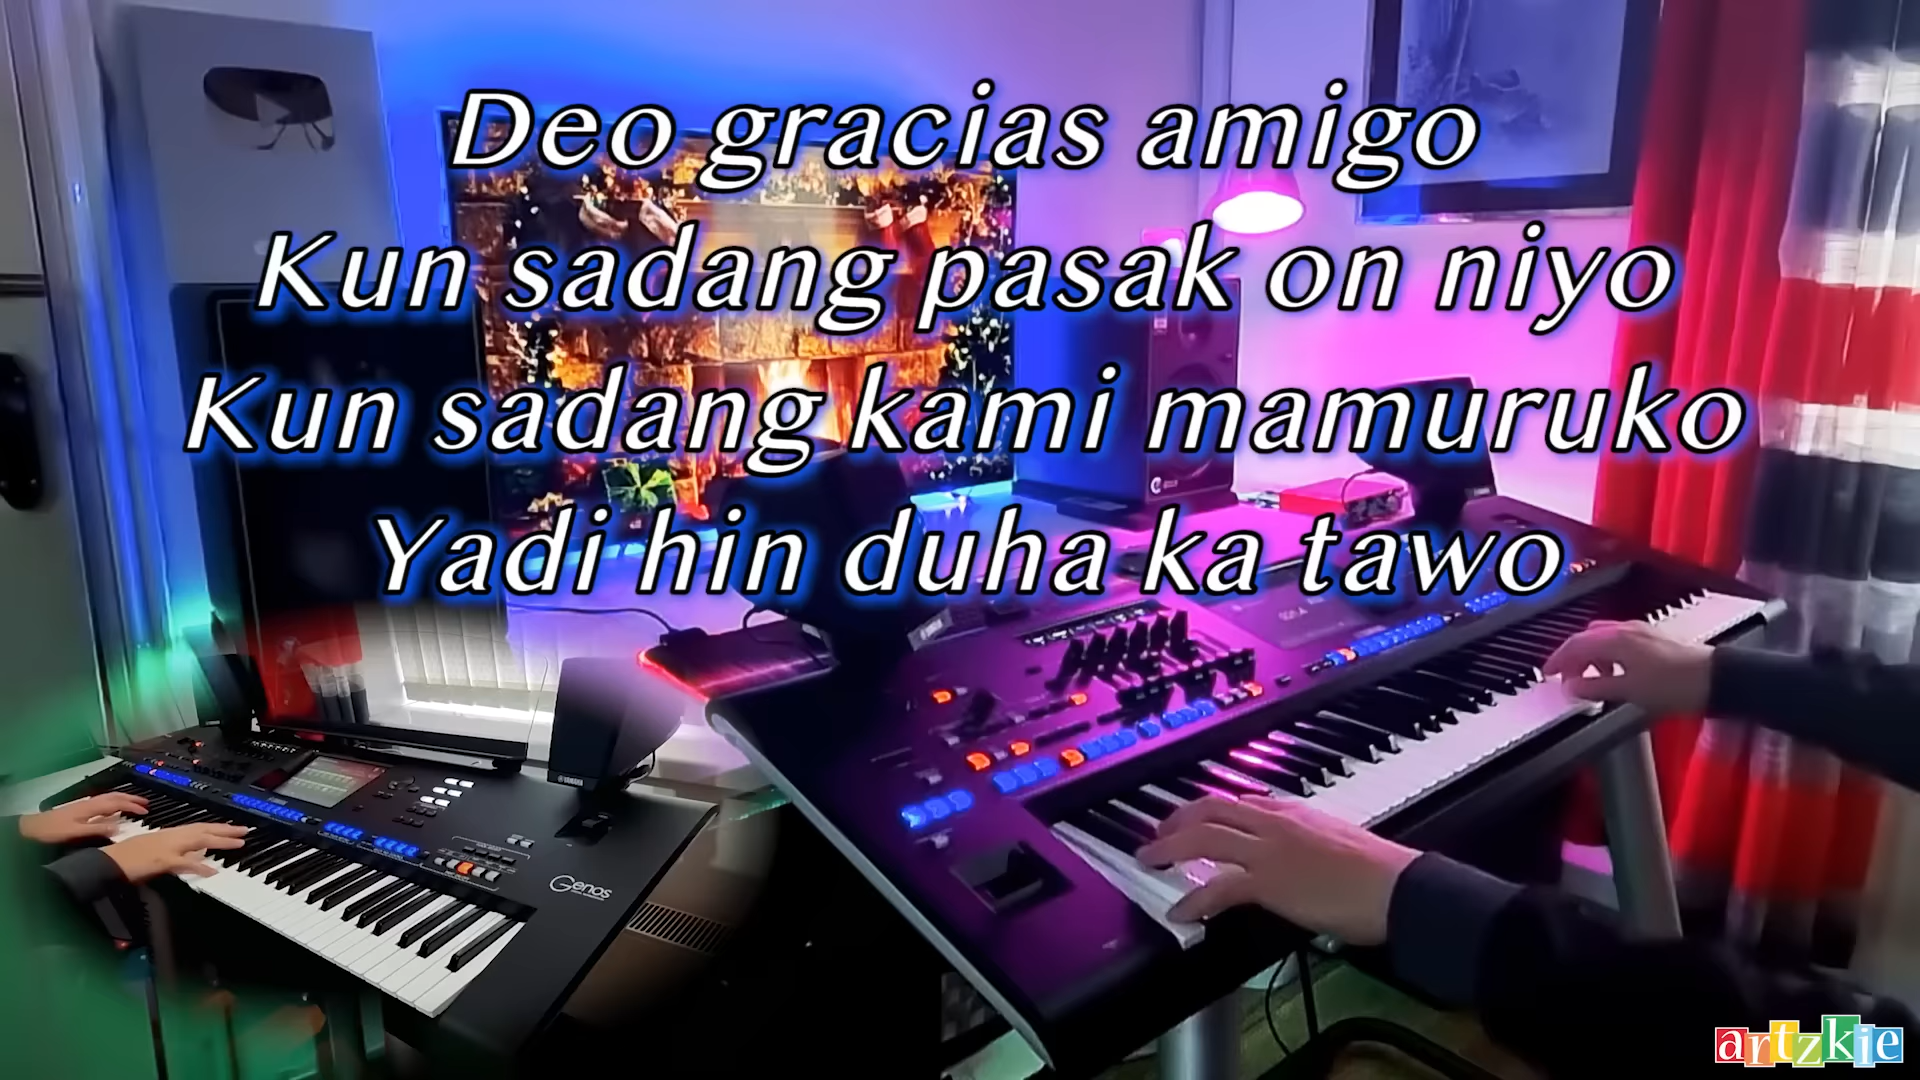 Deo gracias amigo
Kun sadang pasak on niyo
Kun sadang kami mamuruko
Yadi hin duha ka tawo
Genos
artzkie